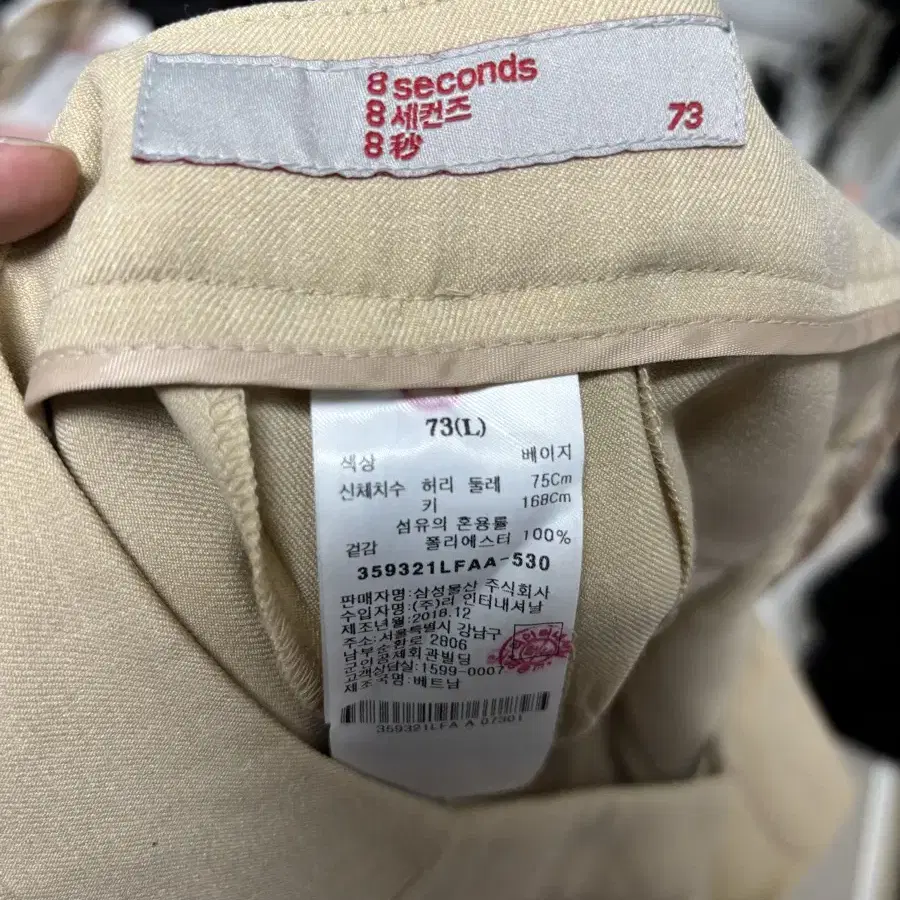 8 seconds
8 세컨즈
8 秒
73
73(L)
색상 베이지
신체치수 허리 둘레 75Cm
키 168Cm
섬유의 혼용률
겉감 폴리에스터 100%
359321LFAA-530
판매자명:삼성물산 주식회사
수입자명:(주)리 인터내셔날
제조년월:2018.12
주소:서울특별시 강남구
남부순환로 2806
군인공제회관빌딩
고객상담실:1599-0007
제조국명:베트남
359321LFA A 07301